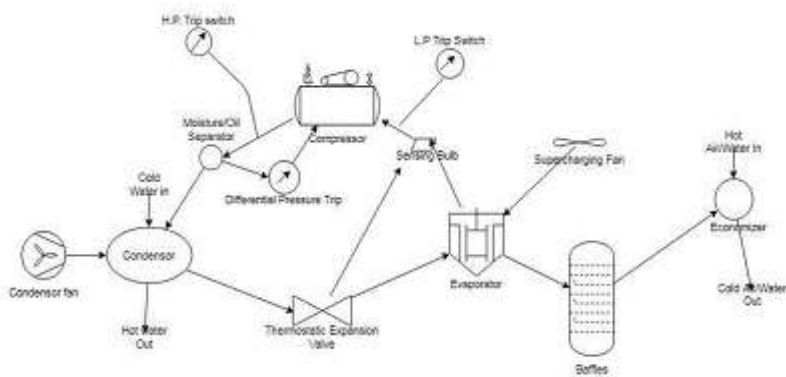 H.P. Trip switch
L.P Trip Switch
Moisture/Oil
Separator
Compressor
Sensing Bulb
Supercharging Fan
Hot
Air/Water In
Cold
Water in
Differential Pressure Trip
Economizer
Condensor
Evaporator
Condensor fan
Hot Water
Out
Thermostatic Expansion
Valve
Cold Air/Water
Out
Baffles